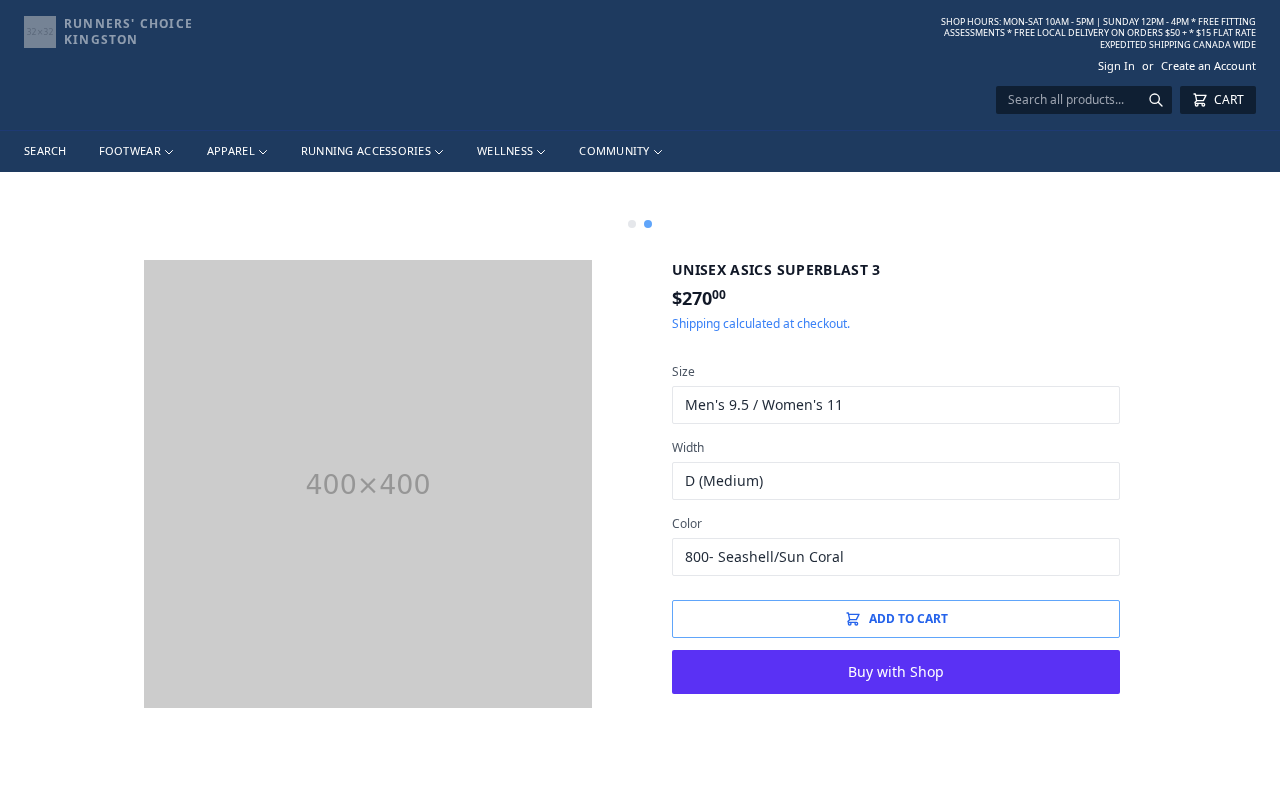 32×32
RUNNERS' CHOICE
KINGSTON
SHOP HOURS: MON-SAT 10AM - 5PM | SUNDAY 12PM - 4PM * FREE FITTING
ASSESSMENTS * FREE LOCAL DELIVERY ON ORDERS $50 + * $15 FLAT RATE
EXPEDITED SHIPPING CANADA WIDE
Sign In or Create an Account
Search all products...
CART
SEARCH FOOTWEAR APPAREL RUNNING ACCESSORIES WELLNESS COMMUNITY
400×400
UNISEX ASICS SUPERBLAST 3
$27000
Shipping calculated at checkout.
Size
Men's 9.5 / Women's 11
Width
D (Medium)
Color
800- Seashell/Sun Coral
ADD TO CART
Buy with Shop